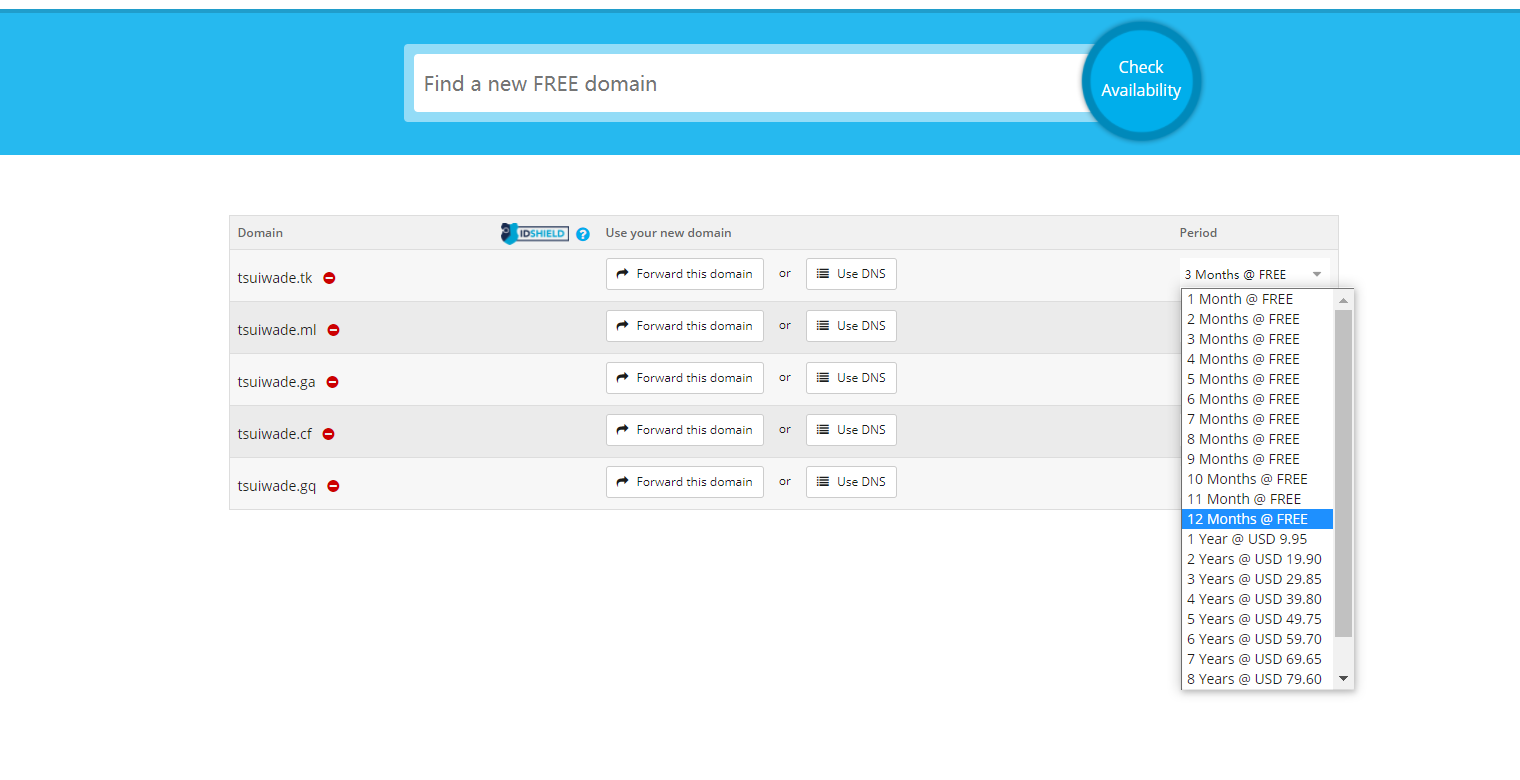 Find a new FREE domain
Check
Availability
Domain IDSHIELD ? Use your new domain Period
tsuiwade.tk Forward this domain or Use DNS 3 Months @ FREE
tsuiwade.ml Forward this domain or Use DNS
tsuiwade.ga Forward this domain or Use DNS
tsuiwade.cf Forward this domain or Use DNS
tsuiwade.gq Forward this domain or Use DNS
1 Month @ FREE
2 Months @ FREE
3 Months @ FREE
4 Months @ FREE
5 Months @ FREE
6 Months @ FREE
7 Months @ FREE
8 Months @ FREE
9 Months @ FREE
10 Months @ FREE
11 Month @ FREE
12 Months @ FREE
1 Year @ USD 9.95
2 Years @ USD 19.90
3 Years @ USD 29.85
4 Years @ USD 39.80
5 Years @ USD 49.75
6 Years @ USD 59.70
7 Years @ USD 69.65
8 Years @ USD 79.60